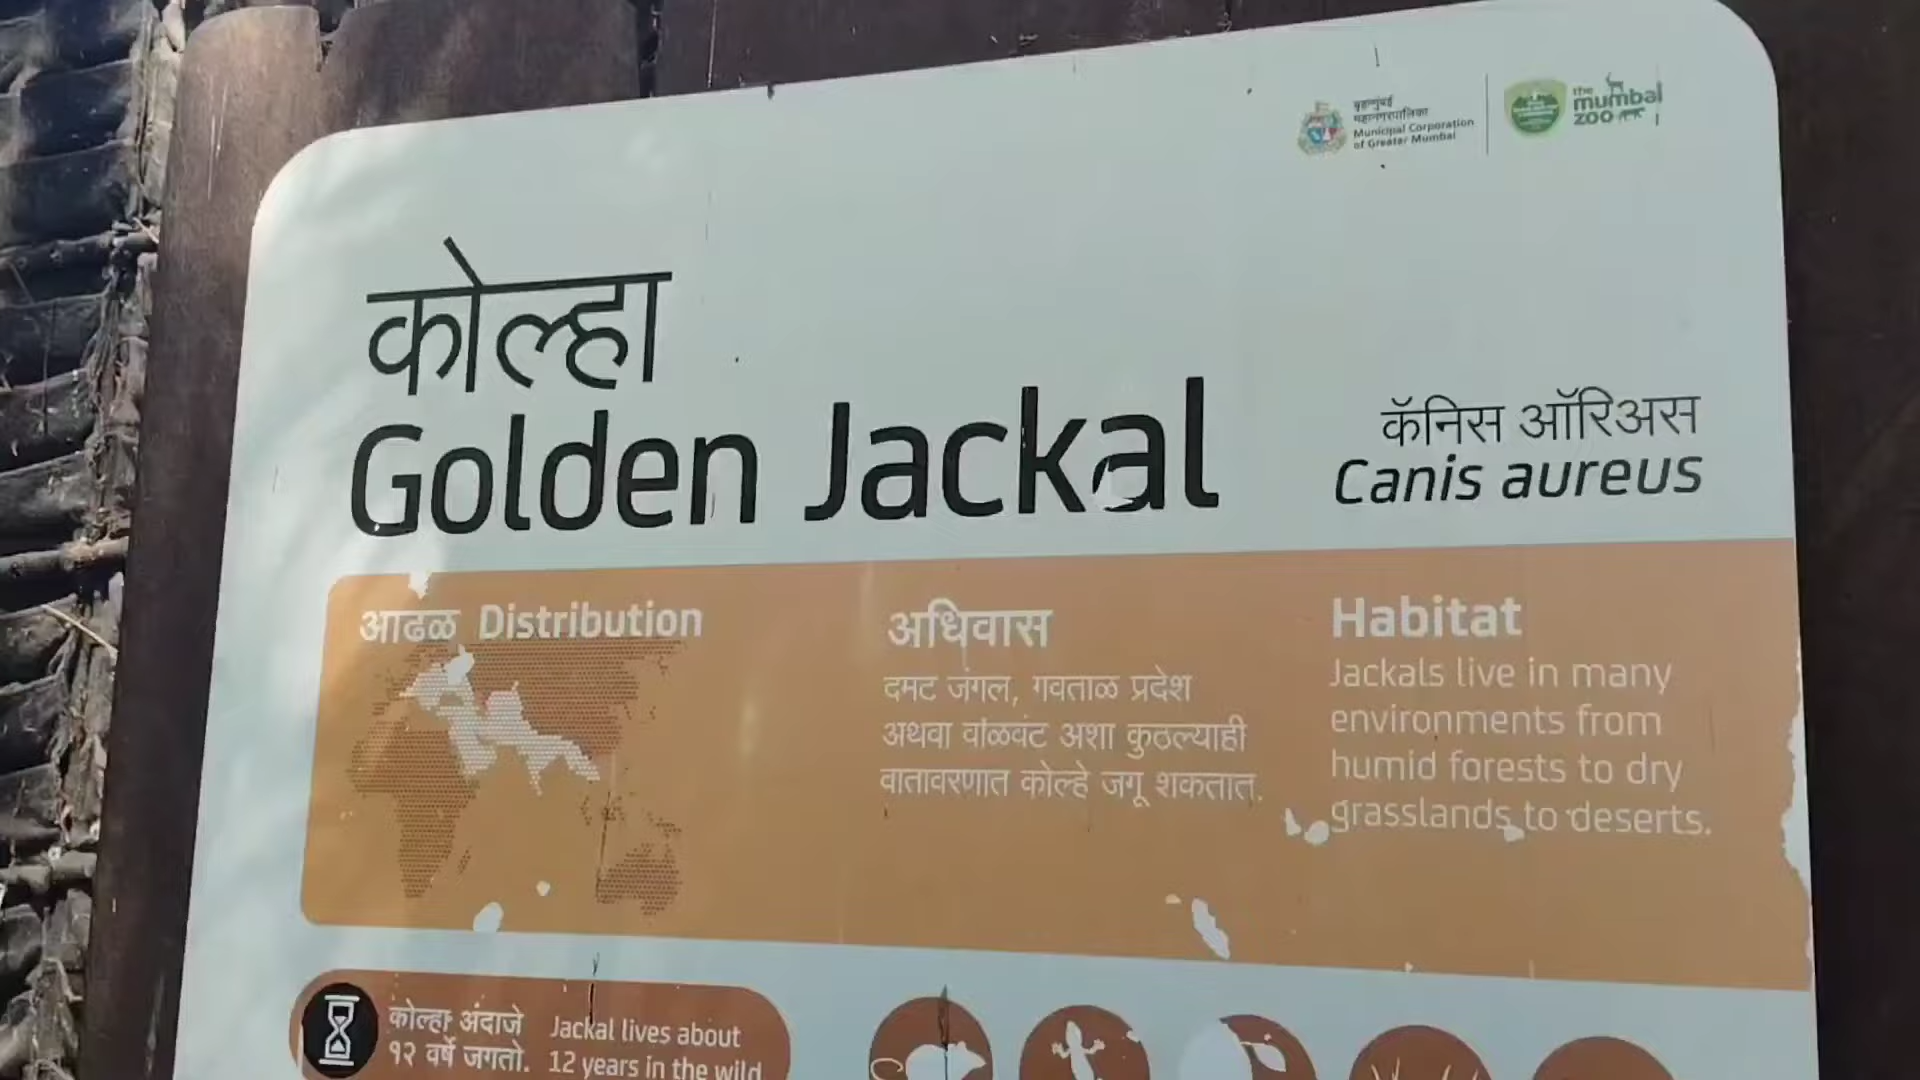 बृहन्मुंबई
महानगरपालिका
Municipal Corporation
of Greater Mumbai
the
mumbai
zoo
कोल्हा
Golden Jackal
कॅनिस ऑरिअस
Canis aureus
आढळ Distribution
अधिवास
दमट जंगल, गवताळ प्रदेश
अथवा वाळवंट अशा कुठल्याही
वातावरणात कोल्हे जगू शकतात.
Habitat
Jackals live in many
environments from
humid forests to dry
grasslands to deserts.
कोल्हा अंदाजे
१२ वर्षे जगतो.
Jackal lives about
12 years in the wild